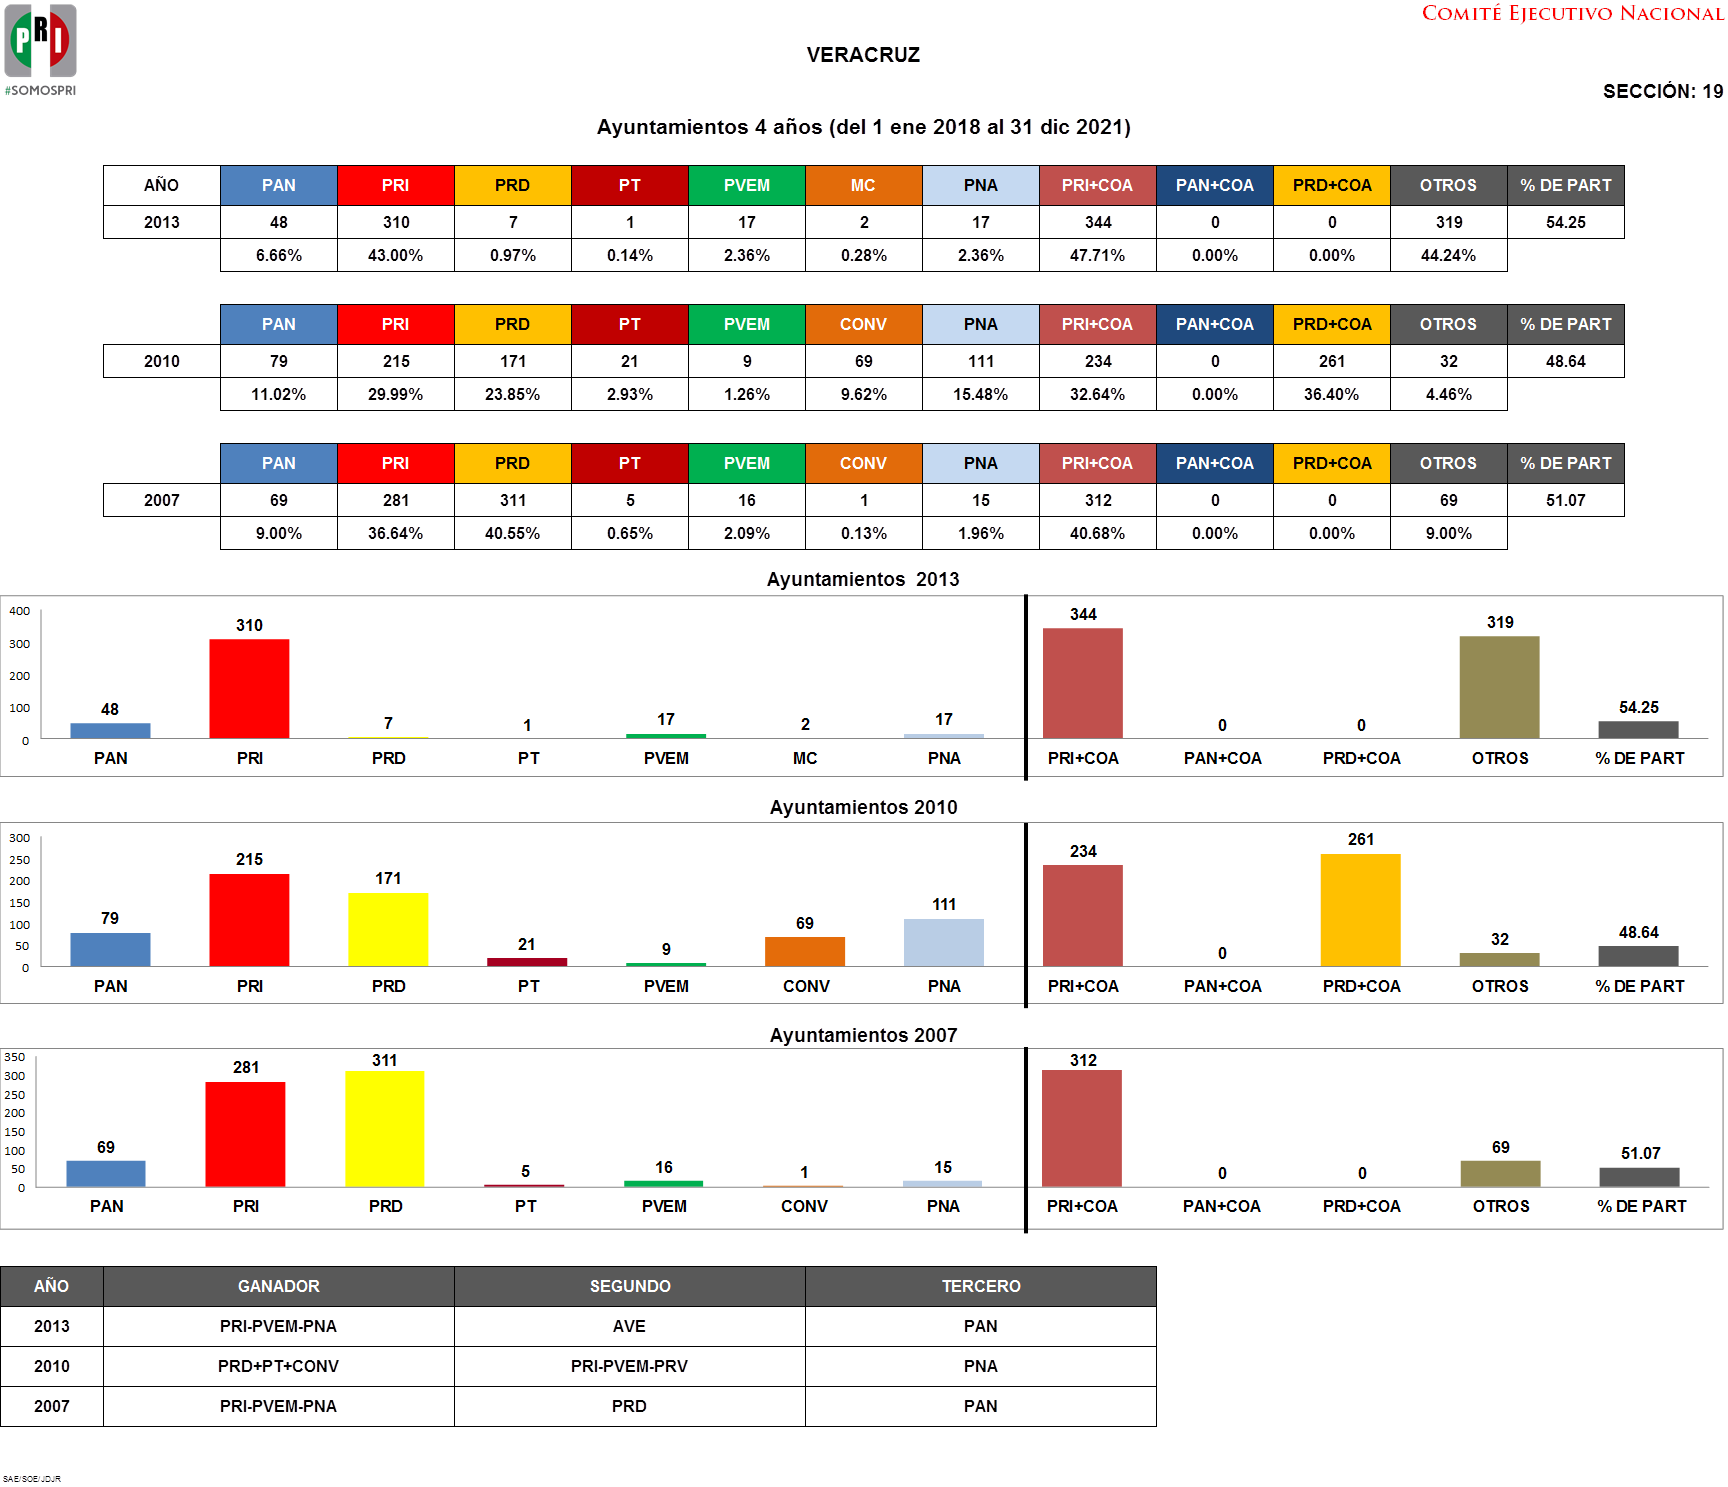 PRI
#SOMOSPRI
COMITÉ EJECUTIVO NACIONAL
VERACRUZ
SECCIÓN: 19
Ayuntamientos 4 años (del 1 ene 2018 al 31 dic 2021)
AÑO PAN PRI PRD PT PVEM MC PNA PRI+COA PAN+COA PRD+COA OTROS % DE PART
2013 48 310 7 1 17 2 17 344 0 0 319 54.25
6.66% 43.00% 0.97% 0.14% 2.36% 0.28% 2.36% 47.71% 0.00% 0.00% 44.24%
PAN PRI PRD PT PVEM CONV PNA PRI+COA PAN+COA PRD+COA OTROS % DE PART
2010 79 215 171 21 9 69 111 234 0 261 32 48.64
11.02% 29.99% 23.85% 2.93% 1.26% 9.62% 15.48% 32.64% 0.00% 36.40% 4.46%
PAN PRI PRD PT PVEM CONV PNA PRI+COA PAN+COA PRD+COA OTROS % DE PART
2007 69 281 311 5 16 1 15 312 0 0 69 51.07
9.00% 36.64% 40.55% 0.65% 2.09% 0.13% 1.96% 40.68% 0.00% 0.00% 9.00%
Ayuntamientos 2013
400
300
200
100
0
48 310 7 1 17 2 17 344 0 0 319 54.25
PAN PRI PRD PT PVEM MC PNA PRI+COA PAN+COA PRD+COA OTROS % DE PART
Ayuntamientos 2010
300
250
200
150
100
50
0
79 215 171 21 9 69 111 234 0 261 32 48.64
PAN PRI PRD PT PVEM CONV PNA PRI+COA PAN+COA PRD+COA OTROS % DE PART
Ayuntamientos 2007
350
300
250
200
150
100
50
0
69 281 311 5 16 1 15 312 0 0 69 51.07
PAN PRI PRD PT PVEM CONV PNA PRI+COA PAN+COA PRD+COA OTROS % DE PART
AÑO GANADOR SEGUNDO TERCERO
2013 PRI-PVEM-PNA AVE PAN
2010 PRD+PT+CONV PRI-PVEM-PRV PNA
2007 PRI-PVEM-PNA PRD PAN
SAE/SOE/JDJR